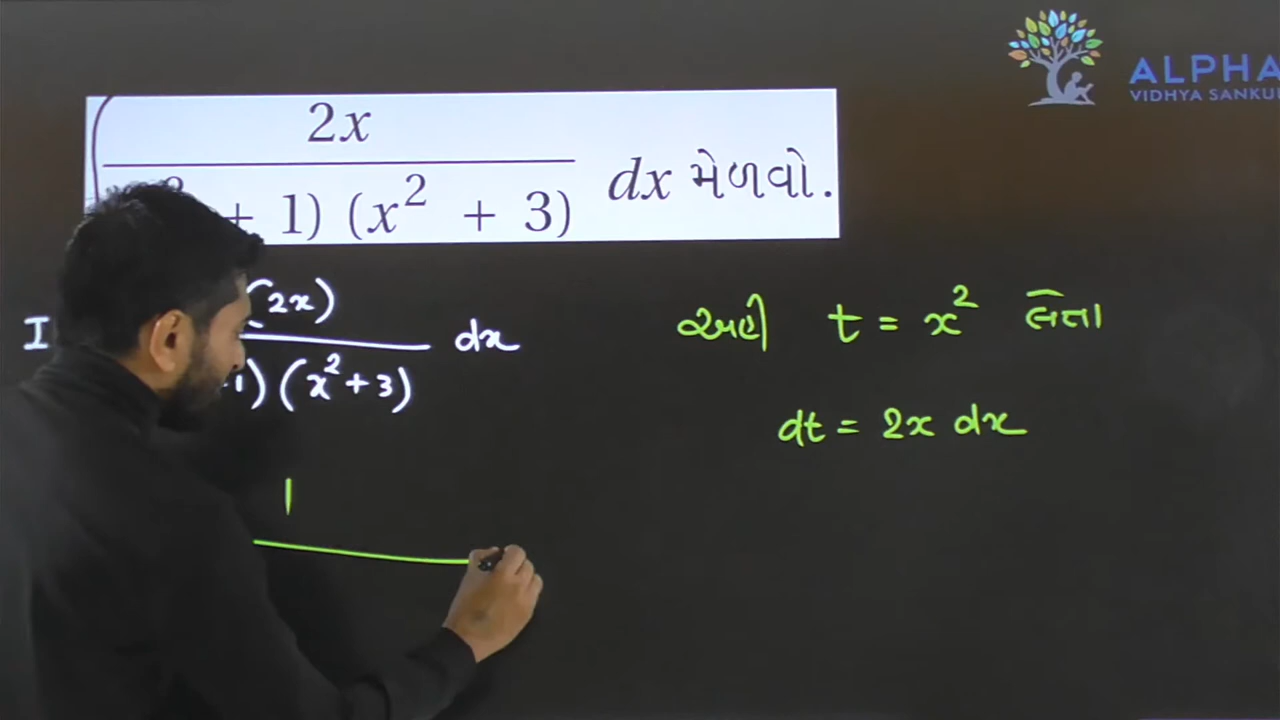 ALPHA
VIDHYA SANKUL
2x
+ 1) (x² + 3) dx મેળવો.
I (2x) dx
1) (x²+3)
અહીં t = x² લેતા
dt = 2x dx
1